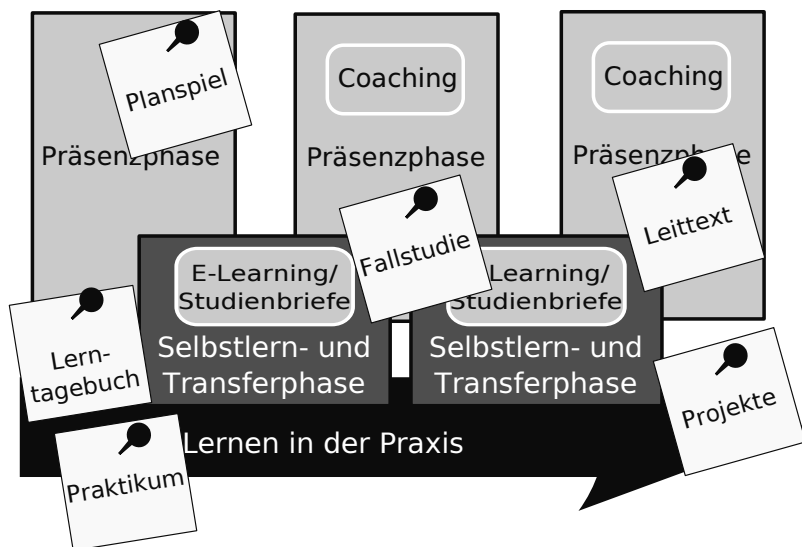 Planspiel
Coaching
Coaching
Präsenzphase
Präsenzphase
Präsenzphase
Leittext
Fallstudie
E-Learning/
Studienbriefe
Learning/
Studienbriefe
Selbstlern- und
Transferphase
Selbstlern- und
Transferphase
Lern-
tagebuch
Projekte
Lernen in der Praxis
Praktikum